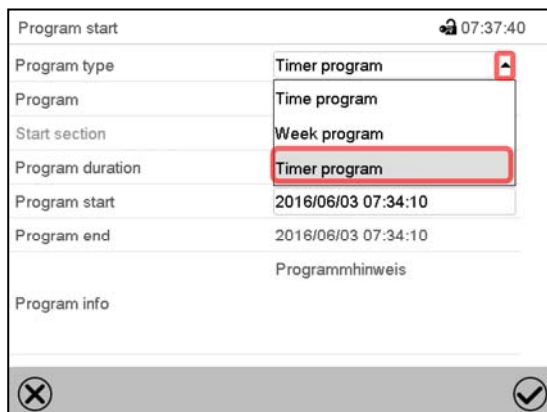 Program start 07:37:40
Program type Timer program
Program Time program
Start section Week program
Program duration Timer program
Program start 2016/06/03 07:34:10
Program end 2016/06/03 07:34:10
Programmhinweis
Program info